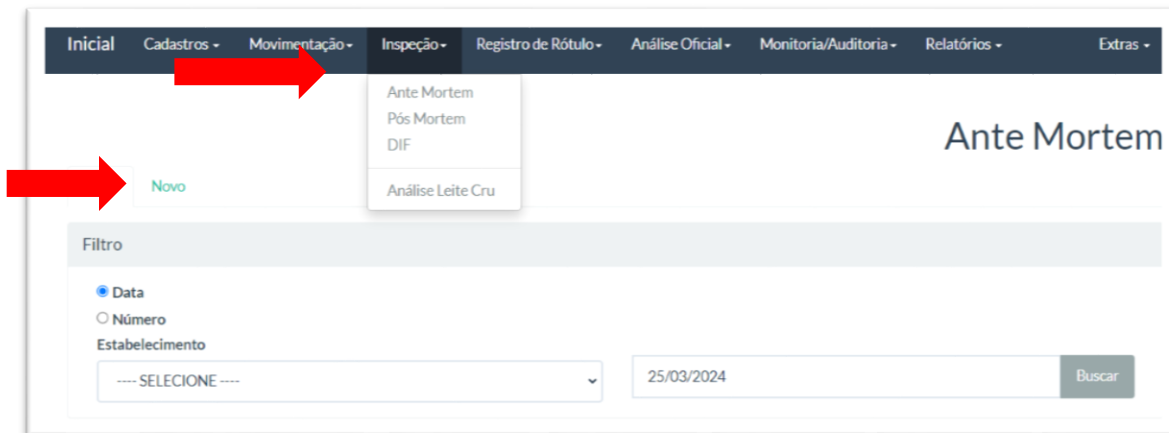 Inicial Cadastros Movimentação Inspeção Registro de Rótulo Análise Oficial Monitoria/Auditoria Relatórios Extras
Ante Mortem
Pós Mortem
DIF
Análise Leite Cru
Ante Mortem
Novo
Filtro
Data
Número
Estabelecimento
---- SELECIONE ----
25/03/2024
Buscar